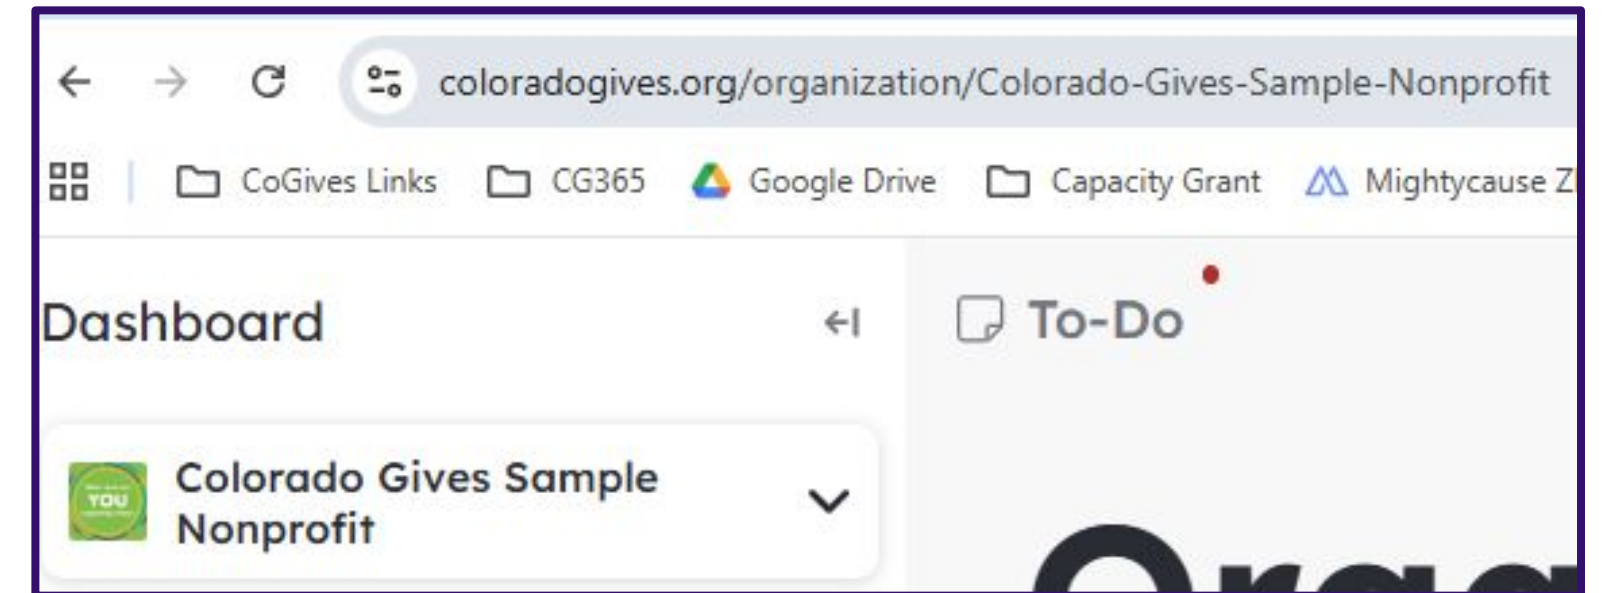 coloradogives.org/organization/Colorado-Gives-Sample-Nonprofit
CoGives Links CG365 Google Drive Capacity Grant Mightycause
Dashboard
To-Do
YOU
Colorado Gives Sample
Nonprofit